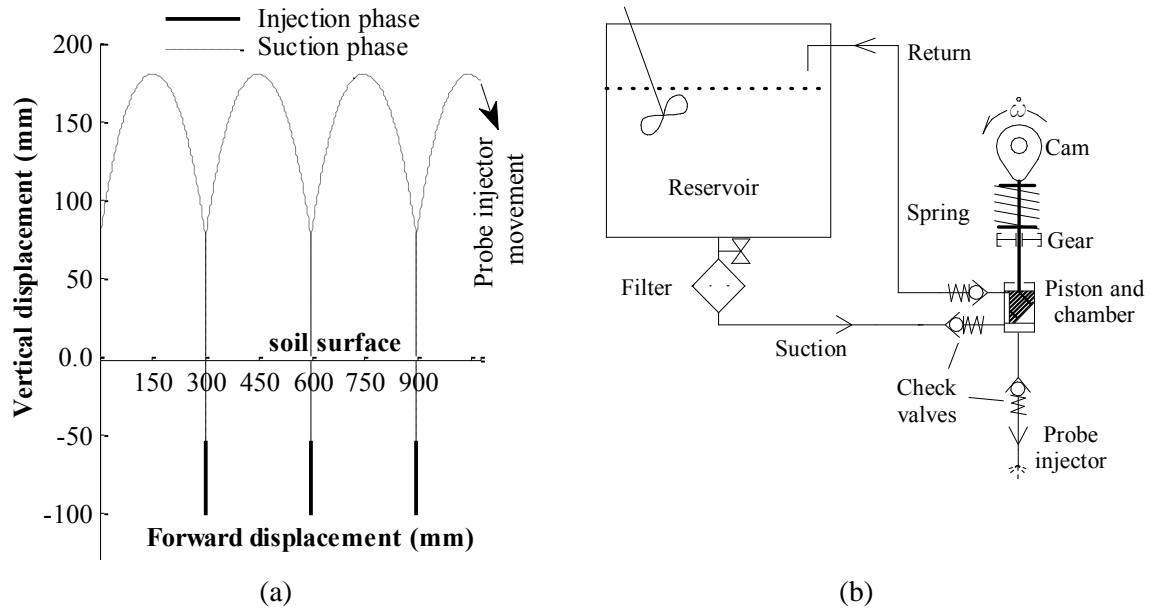 Injection phase
Suction phase
200
150
100
50
0.0
-50
-100
Vertical displacement (mm)
soil surface
150 300 450 600 750 900
Forward displacement (mm)
Probe injector
movement
(a)
Return
Reservoir
Filter
Suction
ω
Cam
Spring
Gear
Piston and
chamber
Check
valves
Probe
injector
(b)